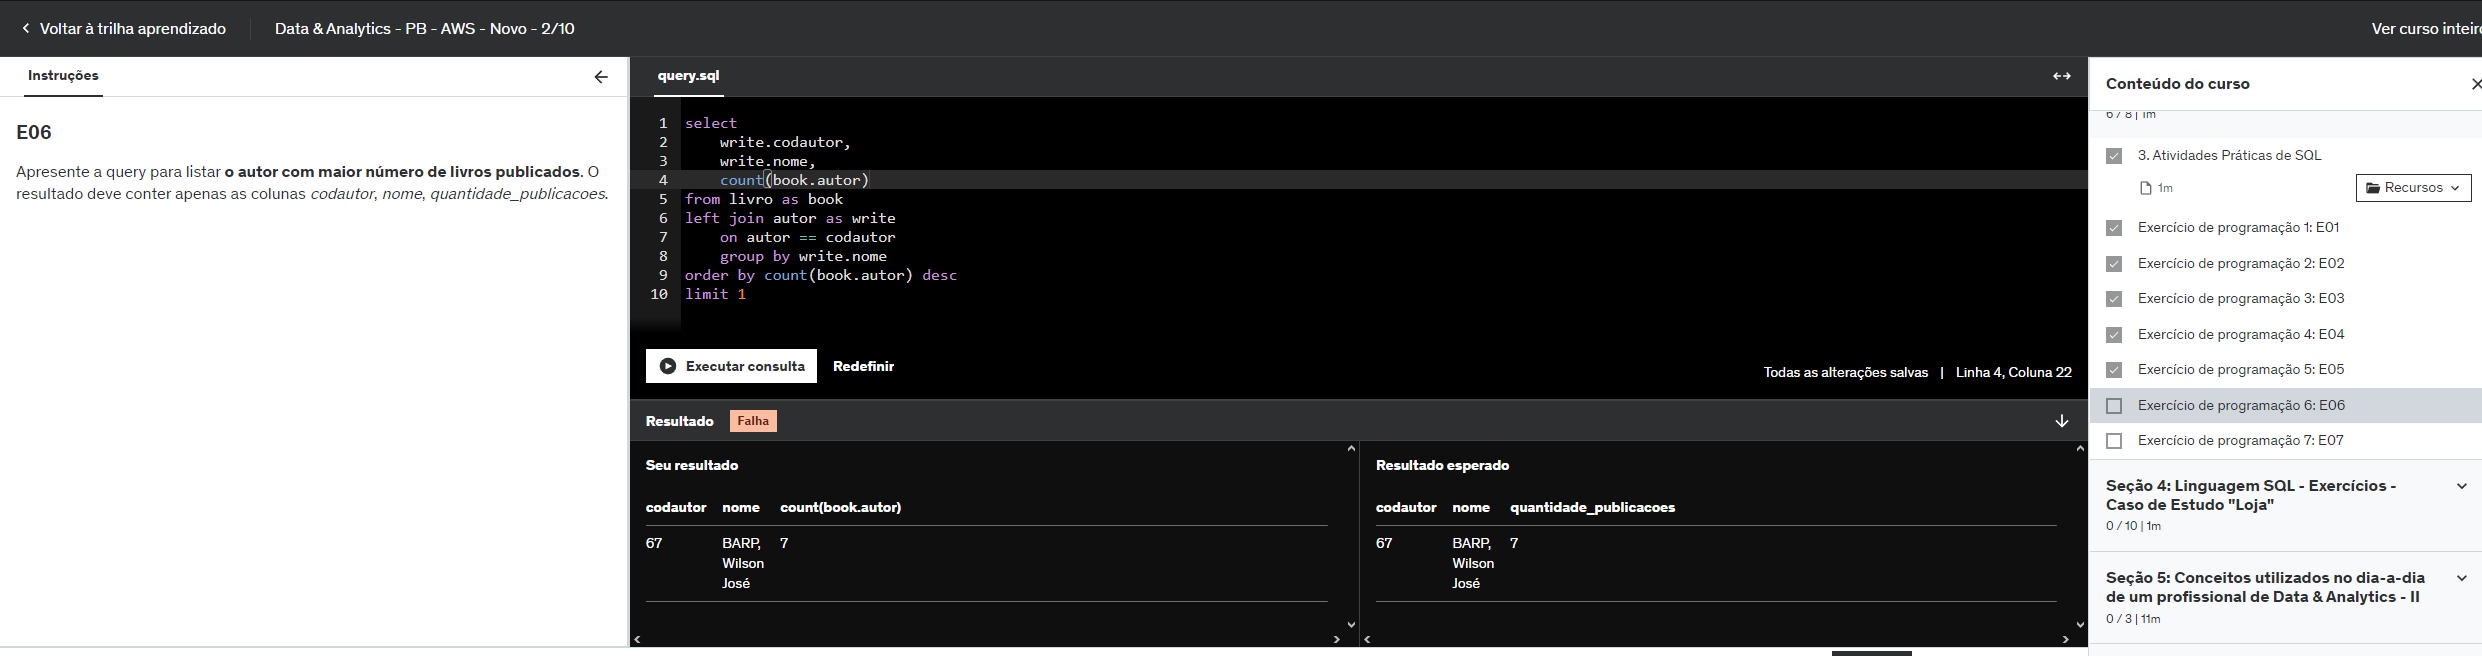 Voltar à trilha aprendizado
Data & Analytics - PB - AWS - Novo - 2/10
Ver curso inteiro
Instruções
E06
Apresente a query para listar o autor com maior número de livros publicados. O
resultado deve conter apenas as colunas codautor, nome, quantidade_publicacoes.
query.sql
1 select
2 write.codautor,
3 write.nome,
4 count(book.autor)
5 from livro as book
6 left join autor as write
7 on autor == codautor
8 group by write.nome
9 order by count(book.autor) desc
10 limit 1
Executar consulta
Redefinir
Todas as alterações salvas | Linha 4, Coluna 22
Resultado Falha
Seu resultado
codautor nome count(book.autor)
67 BARP, 7
Wilson
José
Resultado esperado
codautor nome quantidade_publicacoes
67 BARP, 7
Wilson
José
Conteúdo do curso
6 / 8 | 1m
3. Atividades Práticas de SQL
1m
Recursos
Exercício de programação 1: E01
Exercício de programação 2: E02
Exercício de programação 3: E03
Exercício de programação 4: E04
Exercício de programação 5: E05
Exercício de programação 6: E06
Exercício de programação 7: E07
Seção 4: Linguagem SQL - Exercícios -
Caso de Estudo "Loja"
0 / 10 | 1m
Seção 5: Conceitos utilizados no dia-a-dia
de um profissional de Data & Analytics - II
0 / 3 | 11m